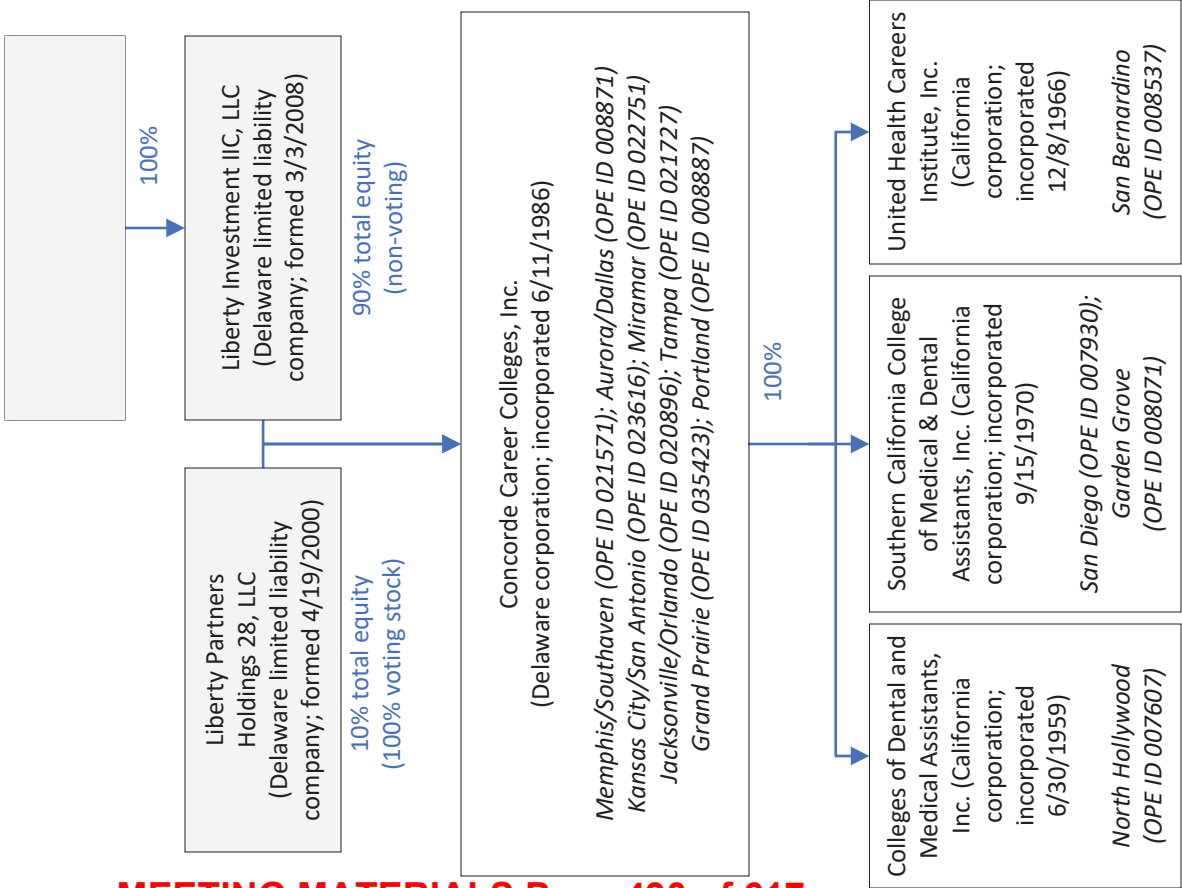 100%
Liberty Partners
Holdings 28, LLC
(Delaware limited liability
company; formed 4/19/2000)
10% total equity
(100% voting stock)
Liberty Investment IIC, LLC
(Delaware limited liability
company; formed 3/3/2008)
90% total equity
(non-voting)
Concorde Career Colleges, Inc.
(Delaware corporation; incorporated 6/11/1986)
Memphis/Southaven (OPE ID 021571); Aurora/Dallas (OPE ID 008871)
Kansas City/San Antonio (OPE ID 023616); Miramar (OPE ID 022751)
Jacksonville/Orlando (OPE ID 020896); Tampa (OPE ID 021727)
Grand Prairie (OPE ID 035423); Portland (OPE ID 008887)
100%
Colleges of Dental and
Medical Assistants,
Inc. (California
corporation;
incorporated
6/30/1959)
North Hollywood
(OPE ID 007607)
Southern California College
of Medical & Dental
Assistants, Inc. (California
corporation; incorporated
9/15/1970)
San Diego (OPE ID 007930);
Garden Grove
(OPE ID 008071)
United Health Careers
Institute, Inc.
(California
corporation;
incorporated
12/8/1966)
San Bernardino
(OPE ID 008537)
MEETING MATERIALS